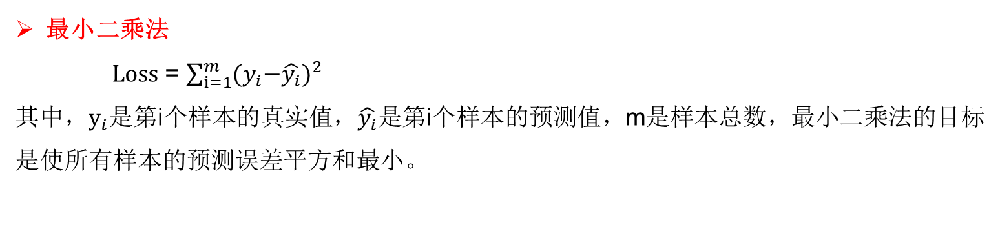 ➢ 最小二乘法
Loss = ∑ᵐᵢ₌₁(yᵢ−ŷᵢ)²
其中，yᵢ是第i个样本的真实值，ŷᵢ是第i个样本的预测值，m是样本总数，最小二乘法的目标
是使所有样本的预测误差平方和最小。